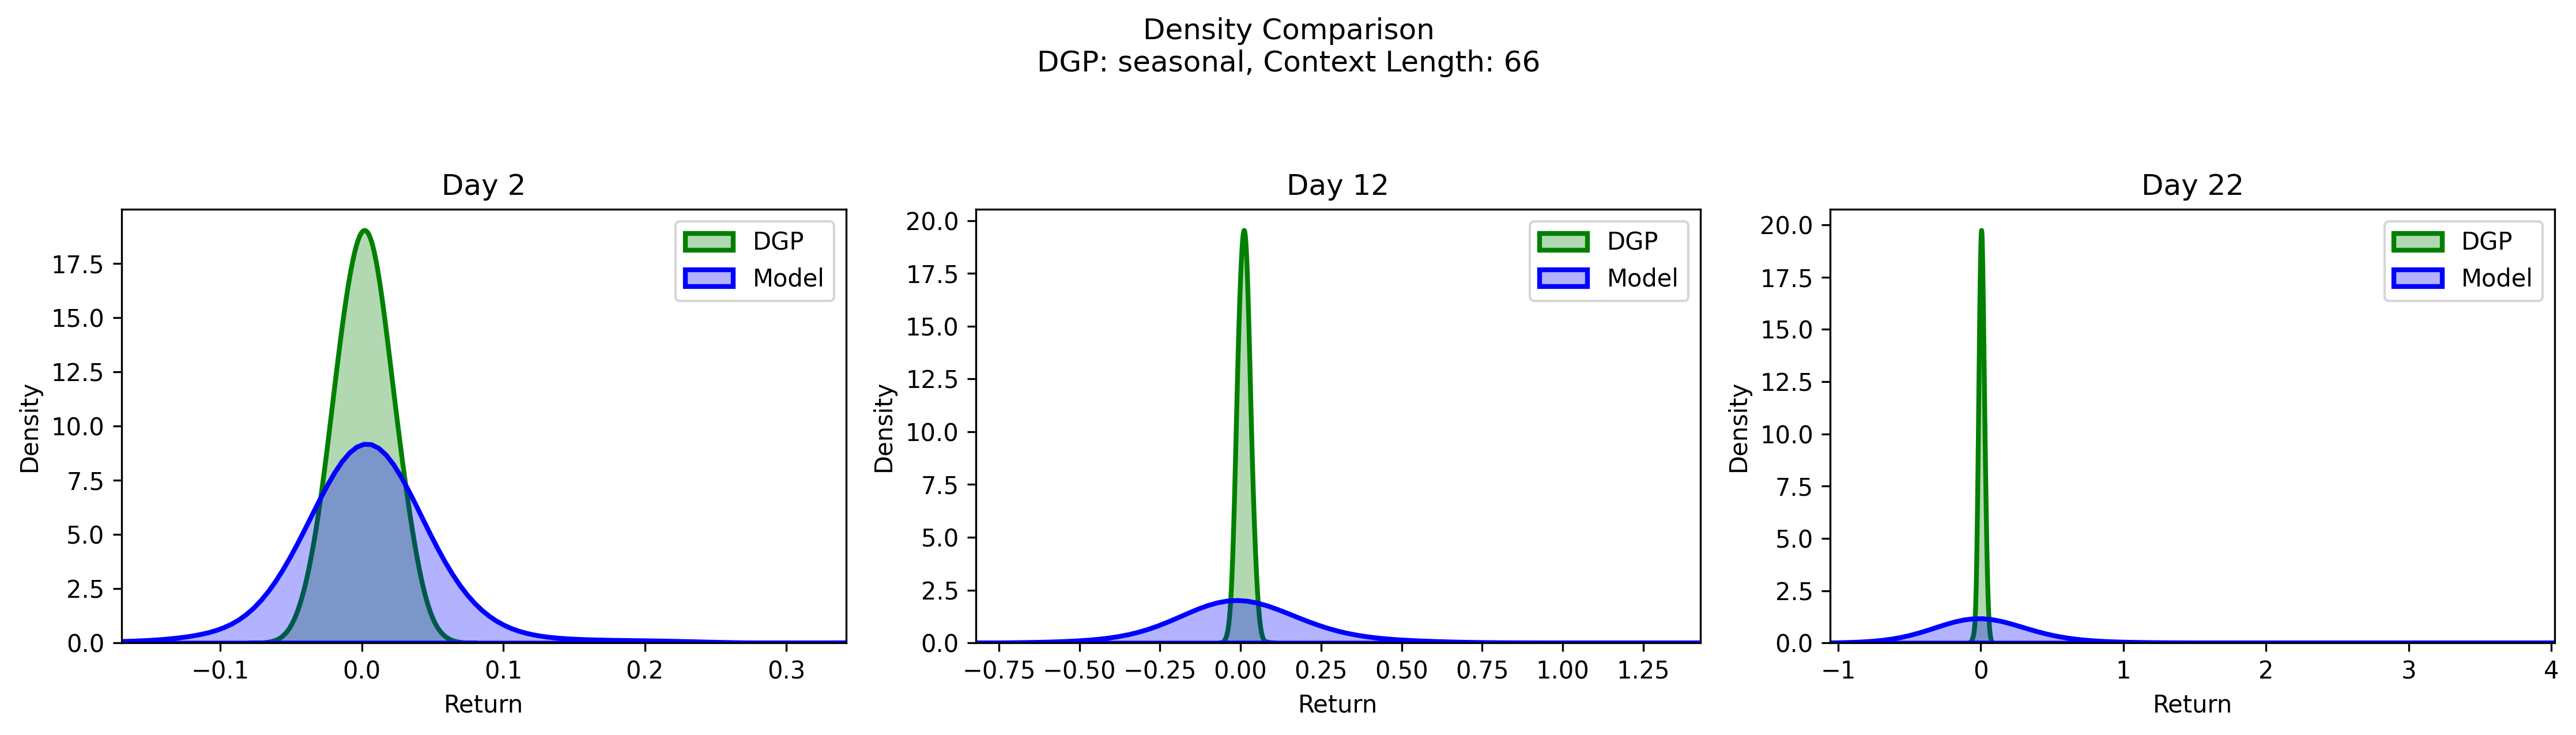 Density Comparison
DGP: seasonal, Context Length: 66
Day 2
Density
17.5
15.0
12.5
10.0
7.5
5.0
2.5
0.0
−0.1 0.0 0.1 0.2 0.3
Return
DGP
Model
Day 12
Density
20.0
17.5
15.0
12.5
10.0
7.5
5.0
2.5
0.0
−0.75 −0.50 −0.25 0.00 0.25 0.50 0.75 1.00 1.25
Return
DGP
Model
Day 22
Density
20.0
17.5
15.0
12.5
10.0
7.5
5.0
2.5
0.0
−1 0 1 2 3 4
Return
DGP
Model